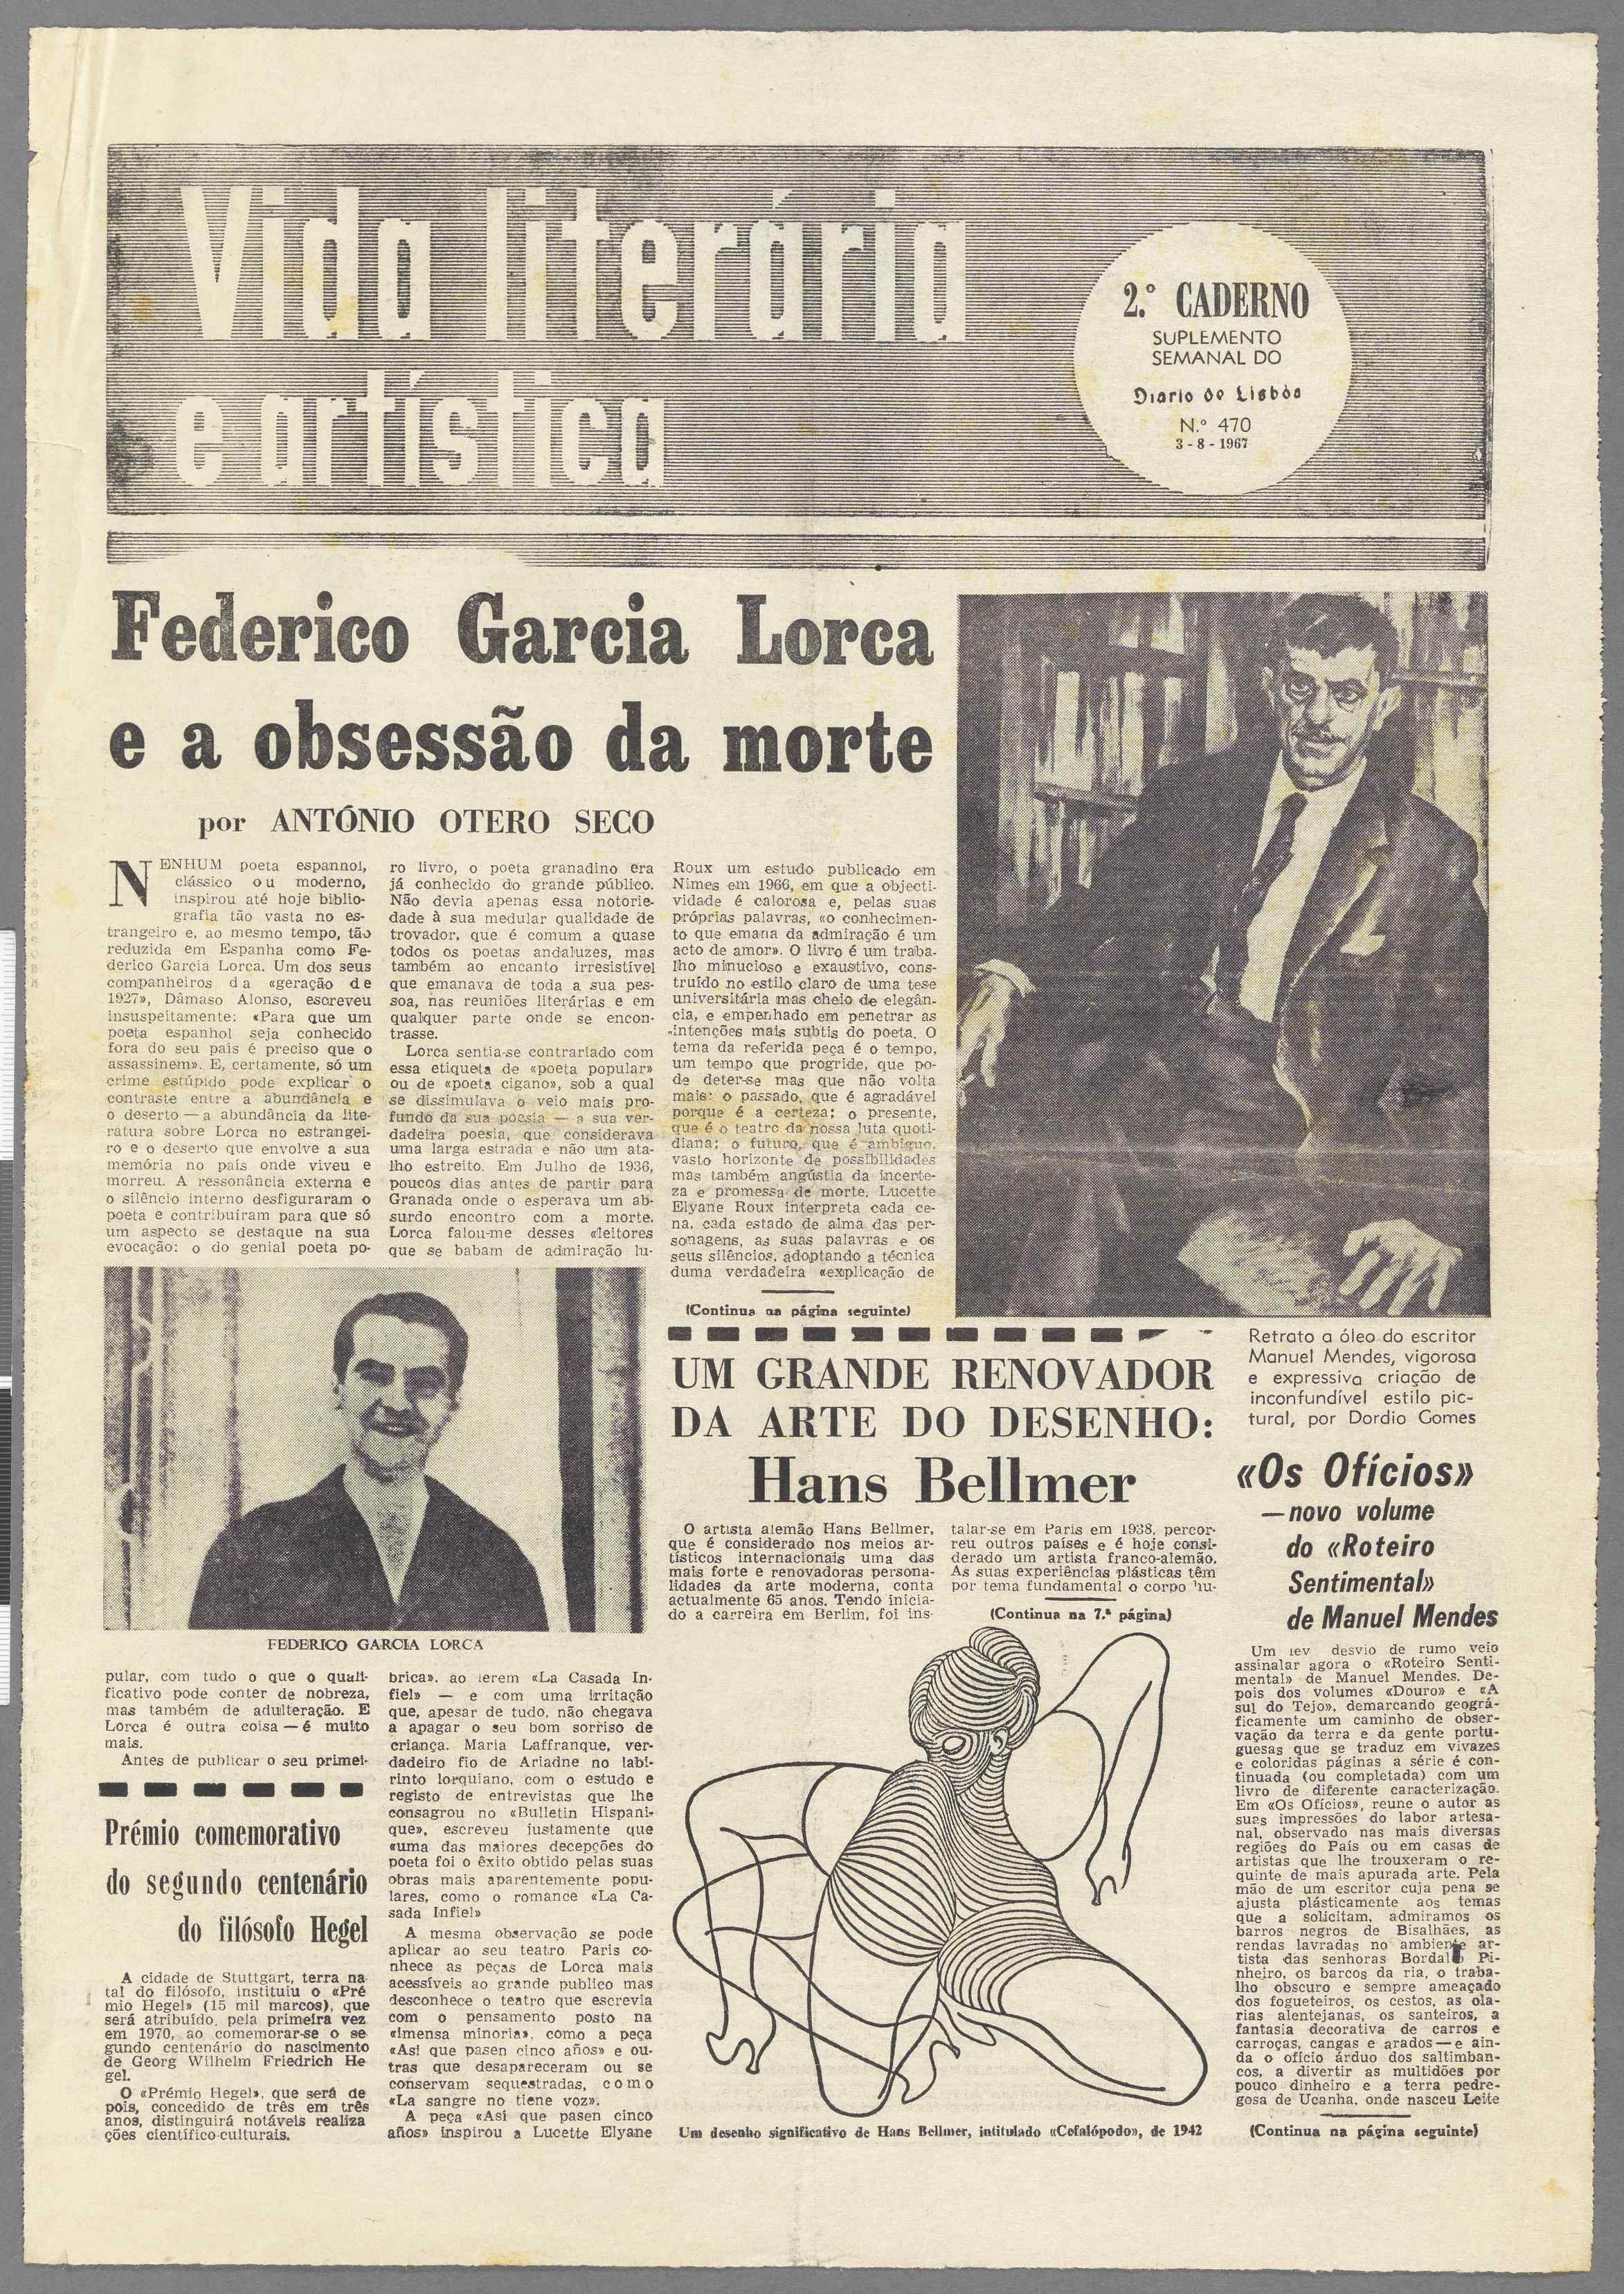 Vida literária
e artística
2.º CADERNO
SUPLEMENTO
SEMANAL DO
Diario de Lisbôa
N.º 470
3 - 8 - 1967
Federico Garcia Lorca
e a obsessão da morte
por ANTÓNIO OTERO SECO
NENHUM poeta espannol,
clássico ou moderno,
inspirou até hoje biblio-
grafia tão vasta no es-
trangeiro e, ao mesmo tempo, tão
reduzida em Espanha como Fe-
derico Garcia Lorca. Um dos seus
companheiros da «geração de
1927», Dâmaso Alonso, escreveu
insuspeitamente: «Para que um
poeta espanhol seja conhecido
fora do seu país é preciso que o
assassinem». E, certamente, só um
crime estúpido pode explicar o
contraste entre a abundância e
o deserto — a abundância da lite-
ratura sobre Lorca no estrangei-
ro e o deserto que envolve a sua
memória no país onde viveu e
morreu. A ressonância externa e
o silêncio interno desfiguraram o
poeta e contribuíram para que só
um aspecto se destaque na sua
evocação: o do genial poeta po-
FEDERICO GARCIA LORCA
pular, com tudo o que o quali-
ficativo pode conter de nobreza,
mas também de adulteração. E
Lorca é outra coisa — é muito
mais.
Antes de publicar o seu primei-
ro livro, o poeta granadino era
já conhecido do grande público.
Não devia apenas essa notorie-
dade à sua medular qualidade de
trovador, que é comum a quase
todos os poetas andaluzes, mas
também ao encanto irresistível
que emanava de toda a sua pes-
soa, nas reuniões literárias e em
qualquer parte onde se encon-
trasse.
Lorca sentia-se contrariado com
essa etiqueta de «poeta popular»
ou de «poeta cigano», sob a qual
se dissimulava o veio mais pro-
fundo da sua poesia — a sua ver-
dadeira poesia, que considerava
uma larga estrada e não um ata-
lho estreito. Em Julho de 1936,
poucos dias antes de partir para
Granada onde o esperava um ab-
surdo encontro com a morte.
Lorca falou-me desses «leitores
que se babam de admiração lu-
brica». ao lerem «La Casada In-
fiel» — e com uma irritação
que, apesar de tudo, não chegava
a apagar o seu bom sorriso de
criança. Maria Laffranque, ver-
dadeiro fio de Ariadne no labi-
rinto lorquiano, com o estudo e
registo de entrevistas que lhe
consagrou no «Bulletin Hispani-
que», escreveu justamente que
«uma das maiores decepções do
poeta foi o êxito obtido pelas suas
obras mais aparentemente popu-
lares, como o romance «La Ca-
sada Infiel»
A mesma observação se pode
aplicar ao seu teatro Paris co-
nhece as peças de Lorca mais
acessíveis ao grande publico mas
desconhece o teatro que escrevia
com o pensamento posto na
«imensa minoria», como a peça
«Asi que pasen cinco años» e ou-
tras que desapareceram ou se
conservam sequestradas, como
«La sangre no tiene voz».
A peça «Así que pasen cinco
años» inspirou a Lucette Elyane
Roux um estudo publicado em
Nimes em 1966, em que a objecti-
vidade é calorosa e, pelas suas
próprias palavras, «o conhecimen-
to que emana da admiração é um
acto de amor». O livro é um traba-
lho minucioso e exaustivo, cons-
truído no estilo claro de uma tese
universitária mas cheio de elegân-
cia, e empenhado em penetrar as
intenções mais subtis do poeta. O
tema da referida peça é o tempo,
um tempo que progride, que po-
de deter-se mas que não volta
mais: o passado, que é agradável
porque é a certeza; o presente,
que é o teatro da nossa luta quoti-
diana; o futuro, que é ambíguo,
vasto horizonte de possibilidades
mas também angústia da incerte-
za e promessa de morte. Lucette
Elyane Roux interpreta cada ce-
na, cada estado de alma das per-
sonagens, as suas palavras e os
seus silêncios, adoptando a técnica
duma verdadeira «explicação de
(Continua na página seguinte)
Retrato a óleo do escritor
Manuel Mendes, vigorosa
e expressiva criação de
inconfundível estilo pic-
tural, por Dordio Gomes
Prémio comemorativo
do segundo centenário
do filósofo Hegel
A cidade de Stuttgart, terra na-
tal do filósofo, instituiu o «Pré
mio Hegel» (15 mil marcos), que
será atribuído, pela primeira vez
em 1970, ao comemorar-se o se
gundo centenário do nascimento
de Georg Wilhelm Friedrich He
gel.
O «Prémio Hegel», que será de
pois, concedido de três em três
anos, distinguirá notáveis realiza
ções científico-culturais.
UM GRANDE RENOVADOR
DA ARTE DO DESENHO:
Hans Bellmer
O artista alemão Hans Bellmer,
que é considerado nos meios ar-
tísticos internacionais uma das
mais forte e renovadoras persona-
lidades da arte moderna, conta
actualmente 65 anos. Tendo inicia-
do a carreira em Berlim, foi ins-
talar-se em Paris em 1938, percor-
reu outros países e é hoje consi-
derado um artista franco-alemão.
As suas experiências plásticas têm
por tema fundamental o corpo hu-
(Continua na 7.ª página)
Um desenho significativo de Hans Bellmer, intitulado «Cefalópodo», de 1942
«Os Ofícios»
—novo volume
do «Roteiro
Sentimental»
de Manuel Mendes
Um desvio de rumo veio
assinalar agora o «Roteiro Senti-
mental» de Manuel Mendes. De-
pois dos volumes «Douro» e «A
sul do Tejo», demarcando geográ-
ficamente um caminho de obser-
vação da terra e da gente portu-
guesas que se traduz em vivazes
e coloridas páginas a série é con-
tinuada (ou completada) com um
livro de diferente caracterização.
Em «Os Ofícios», reune o autor as
suas impressões do labor artesa-
nal, observado nas mais diversas
regiões do País ou em casas de
artistas que lhe trouxeram o re-
quinte de mais apurada arte. Pela
mão de um escritor cuja pena se
ajusta plásticamente aos temas
que a solicitam, admiramos os
barros negros de Bisalhães, as
rendas lavradas no ambiente ar-
tista das senhoras Bordalo Pi-
nheiro, os barcos da ria, o traba-
lho obscuro e sempre ameaçado
dos fogueteiros, os cestos, as ola-
rias alentejanas, os santeiros, a
fantasia decorativa de carros e
carroças, cangas e arados — e ain-
da o ofício árduo dos saltimban-
cos, a divertir as multidões por
pouco dinheiro e a terra pedre-
gosa de Ucanha, onde nasceu Leite
(Continua na página seguinte)